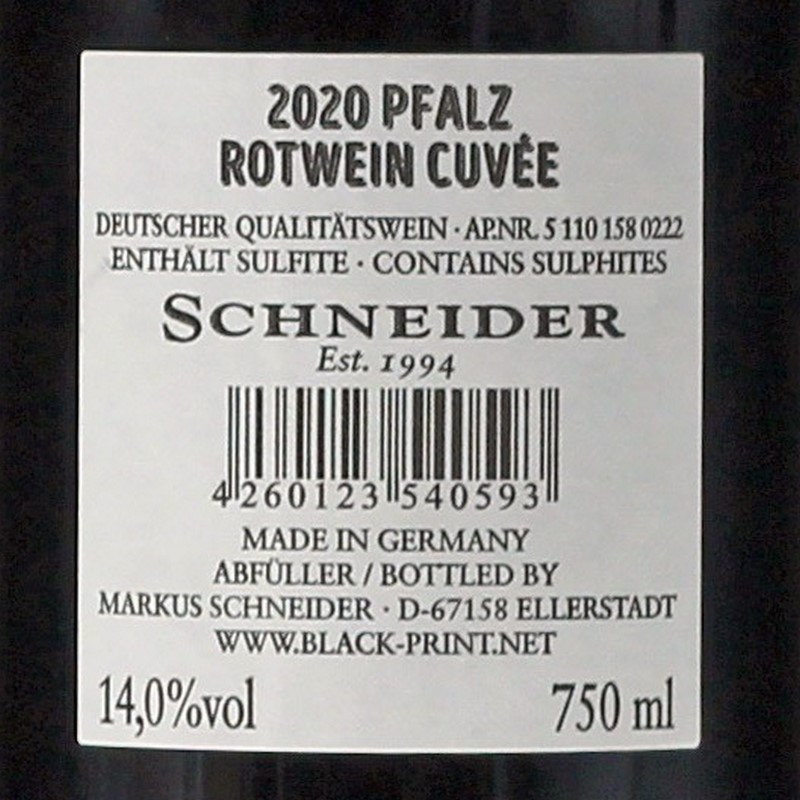 2020 PFALZ
ROTWEIN CUVÉE
DEUTSCHER QUALITÄTSWEIN · AP.NR. 5 110 158 0222
ENTHÄLT SULFITE · CONTAINS SULPHITES
SCHNEIDER
Est. 1994
4 260123 540593
MADE IN GERMANY
ABFÜLLER / BOTTLED BY
MARKUS SCHNEIDER · D-67158 ELLERSTADT
WWW.BLACK-PRINT.NET
14,0%vol 750 ml